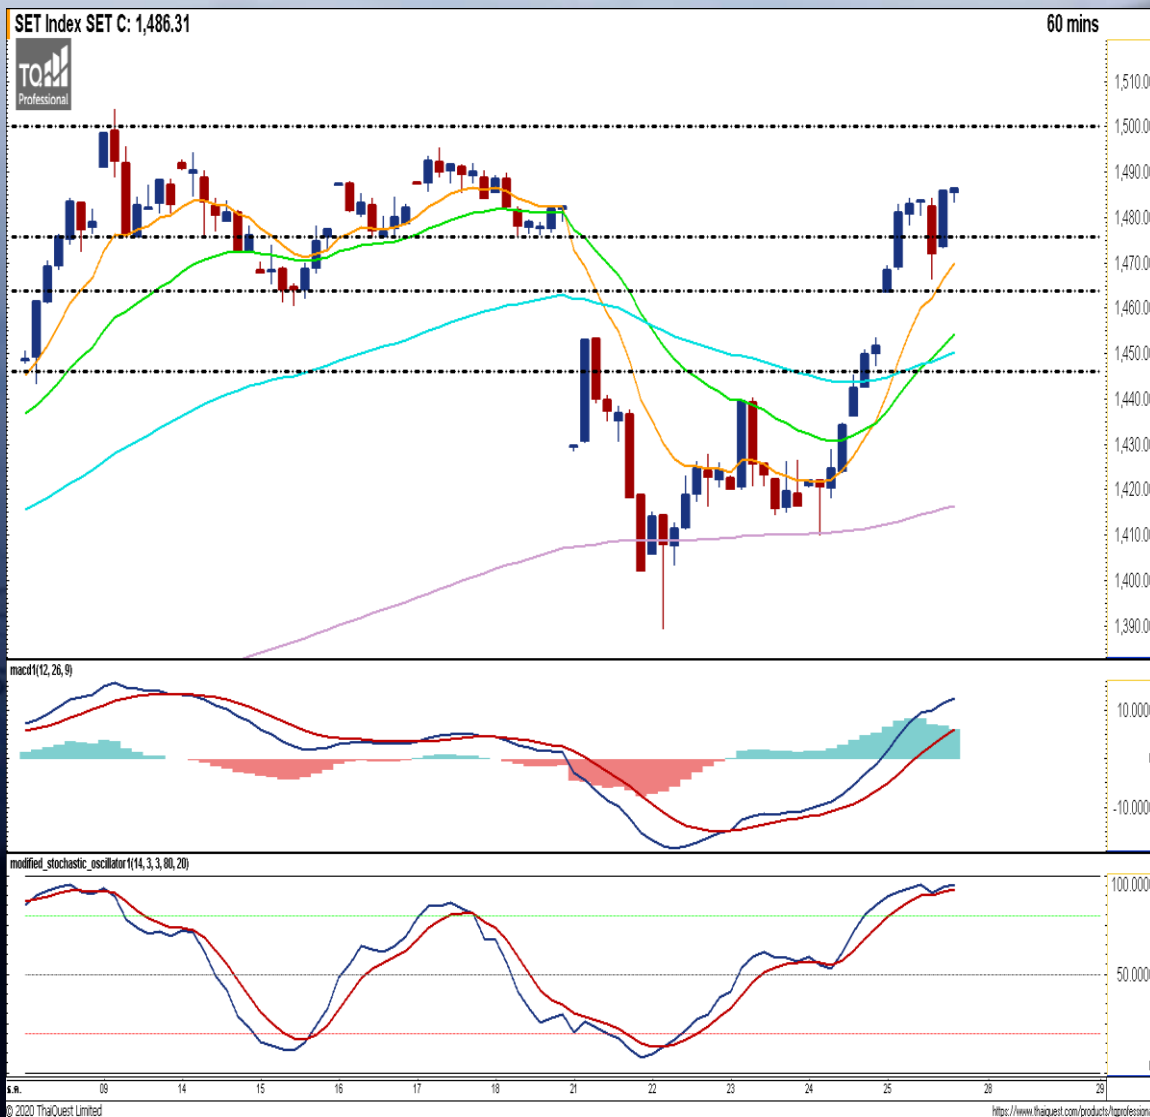 SET Index SET C: 1,486.31
60 mins
TQ
Professional
1,510.00
1,500.00
1,490.00
1,480.00
1,470.00
1,460.00
1,450.00
1,440.00
1,430.00
1,420.00
1,410.00
1,400.00
1,390.00
macd1(12, 26, 9)
10.0000
-10.0000
modified_stochastic_oscillator1(14, 3, 3, 80, 20)
100.0000
50.0000
ธ.ค. 09 14 15 16 17 18 21 22 23 24 25 28 29
© 2020 ThaiQuest Limited
https://www.thaiquest.com/products/tqprofessiona